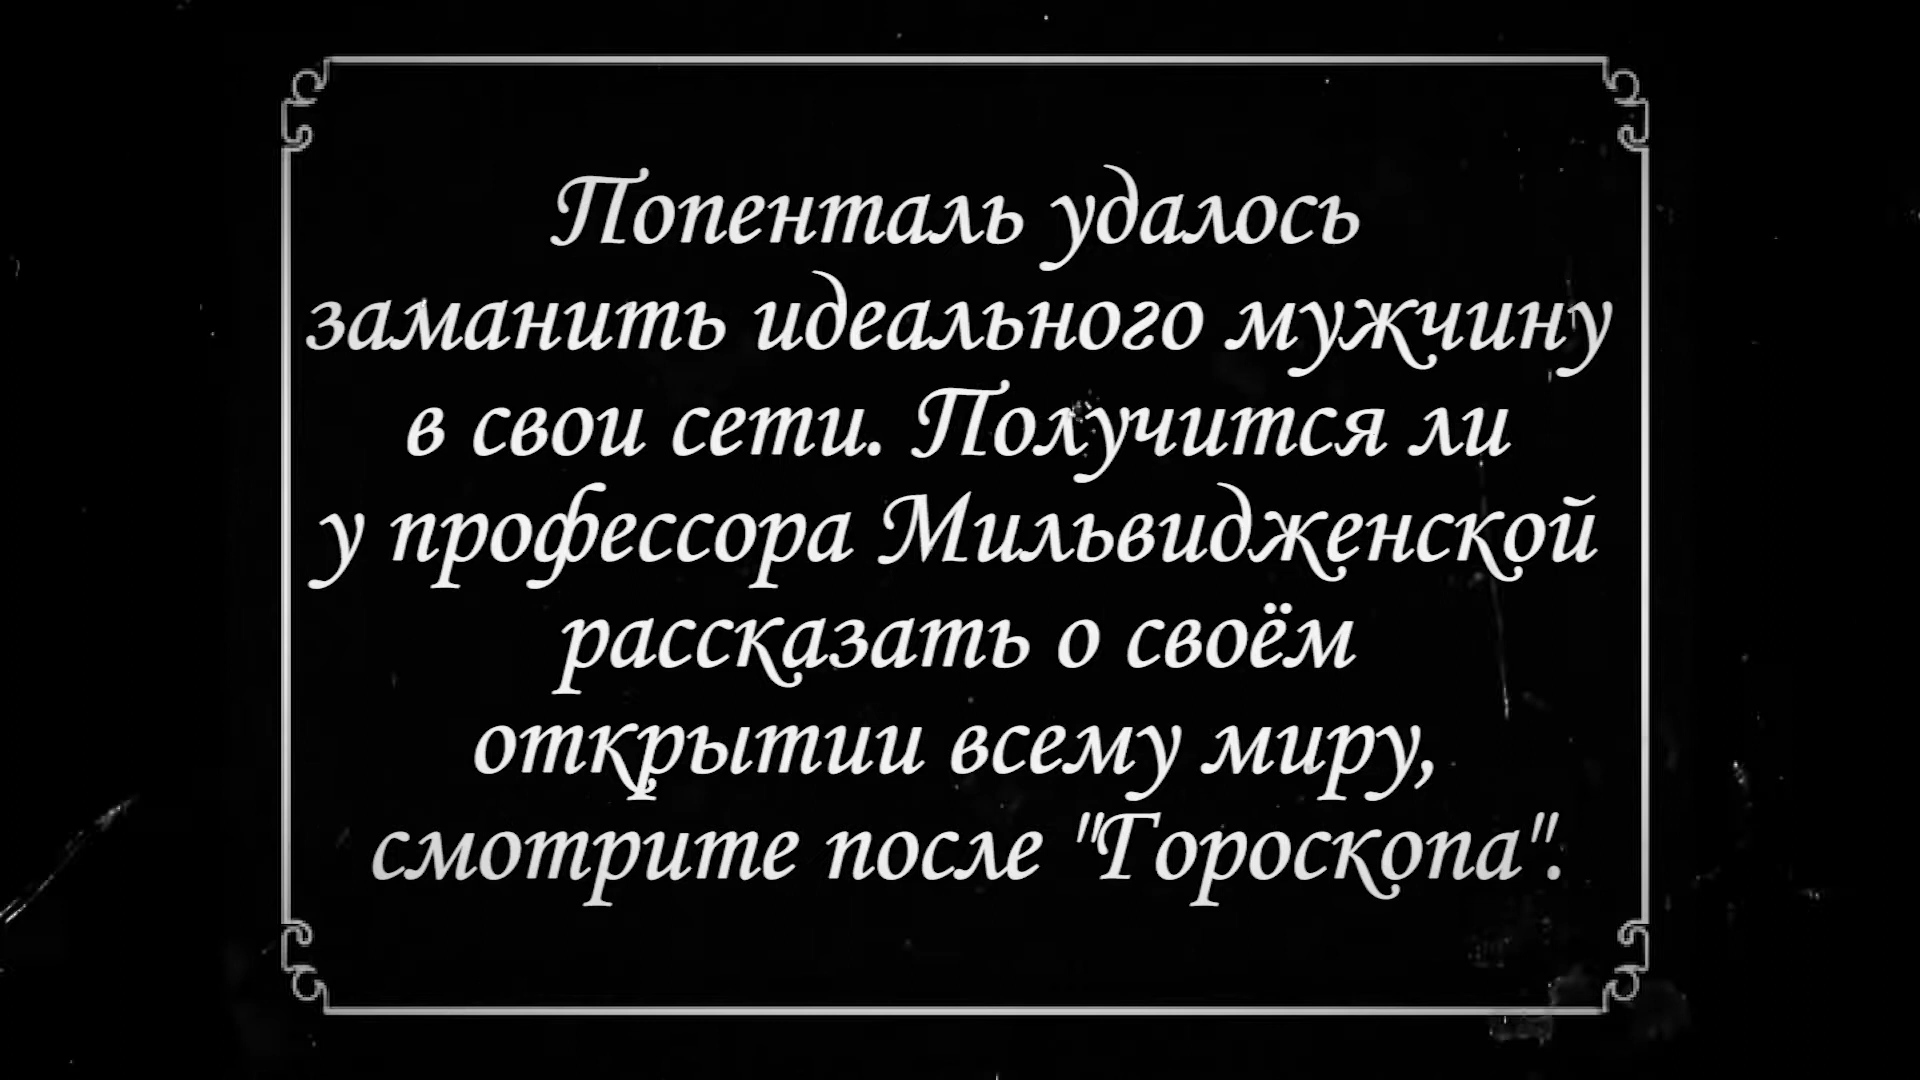 Попенталь удалось
заманить идеального мужчину
в свои сети. Получится ли
у профессора Мильвидженской
рассказать о своём
открытии всему миру,
смотрите после "Гороскопа".